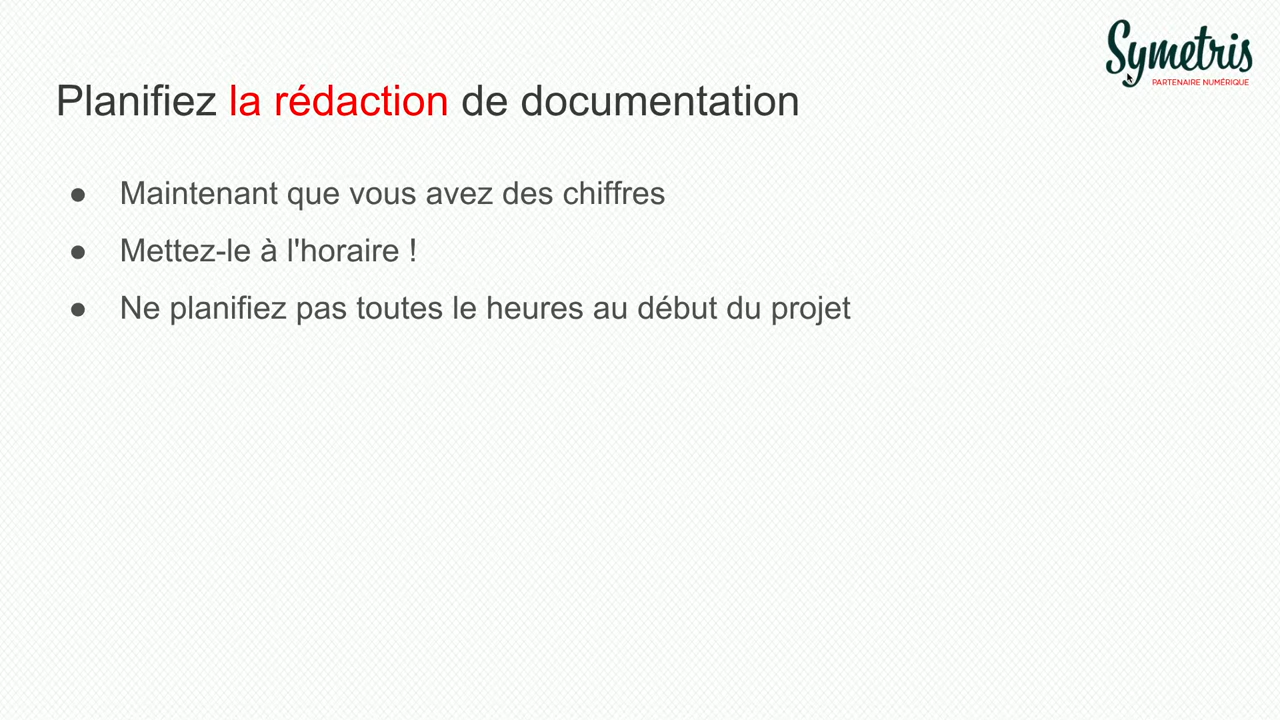 Symetris
PARTENAIRE NUMÉRIQUE
Planifiez la rédaction de documentation
● Maintenant que vous avez des chiffres
● Mettez-le à l'horaire !
● Ne planifiez pas toutes le heures au début du projet